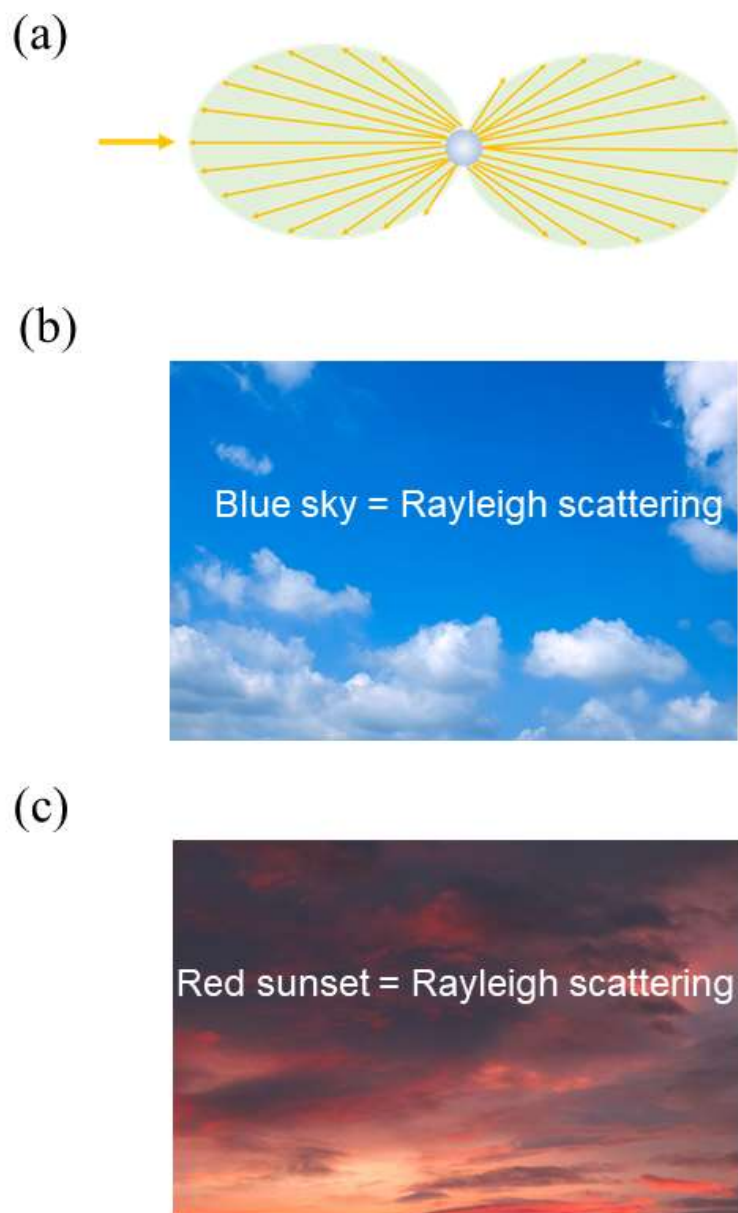 (a)
(b)
Blue sky = Rayleigh scattering
(c)
Red sunset = Rayleigh scattering